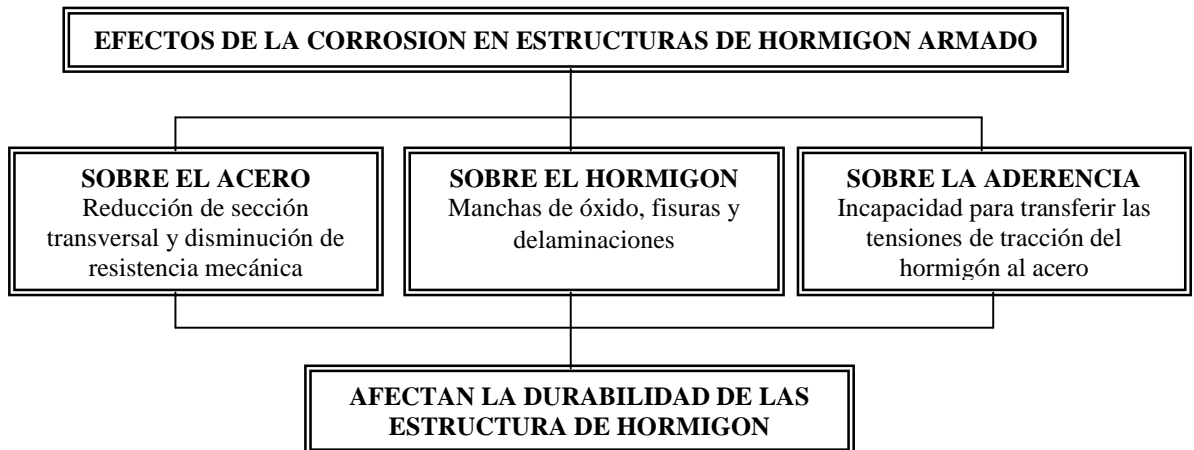 EFECTOS DE LA CORROSION EN ESTRUCTURAS DE HORMIGON ARMADO
SOBRE EL ACERO
Reducción de sección
transversal y disminución de
resistencia mecánica
SOBRE EL HORMIGON
Manchas de óxido, fisuras y
delaminaciones
SOBRE LA ADERENCIA
Incapacidad para transferir las
tensiones de tracción del
hormigón al acero
AFECTAN LA DURABILIDAD DE LAS
ESTRUCTURA DE HORMIGON